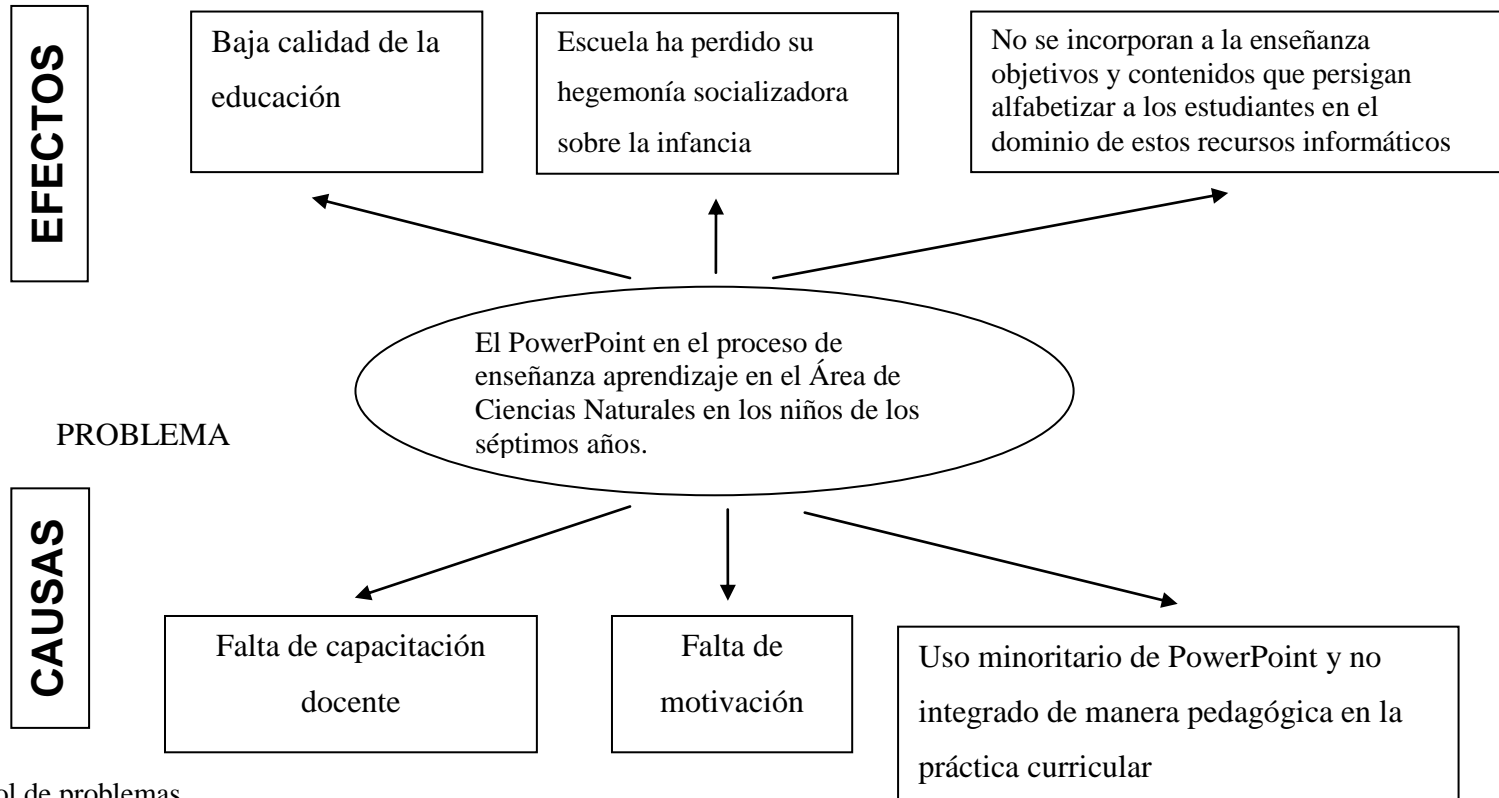 EFECTOS
Baja calidad de la
educación
Escuela ha perdido su
hegemonía socializadora
sobre la infancia
No se incorporan a la enseñanza
objetivos y contenidos que persigan
alfabetizar a los estudiantes en el
dominio de estos recursos informáticos
El PowerPoint en el proceso de
enseñanza aprendizaje en el Área de
Ciencias Naturales en los niños de los
séptimos años.
PROBLEMA
CAUSAS
Falta de capacitación
docente
Falta de
motivación
Uso minoritario de PowerPoint y no
integrado de manera pedagógica en la
práctica curricular
de problemas